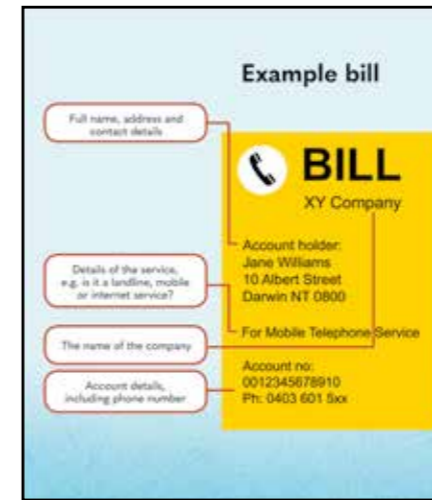 Example bill
Full name, address and
contact details
BILL
XY Company
Account holder:
Jane Williams
10 Albert Street
Darwin NT 0800
Details of the service,
e.g. is it a landline, mobile
or internet service?
For Mobile Telephone Service
The name of the company
Account details,
including phone number
Account no:
0012345678910
Ph: 0403 601 5xx